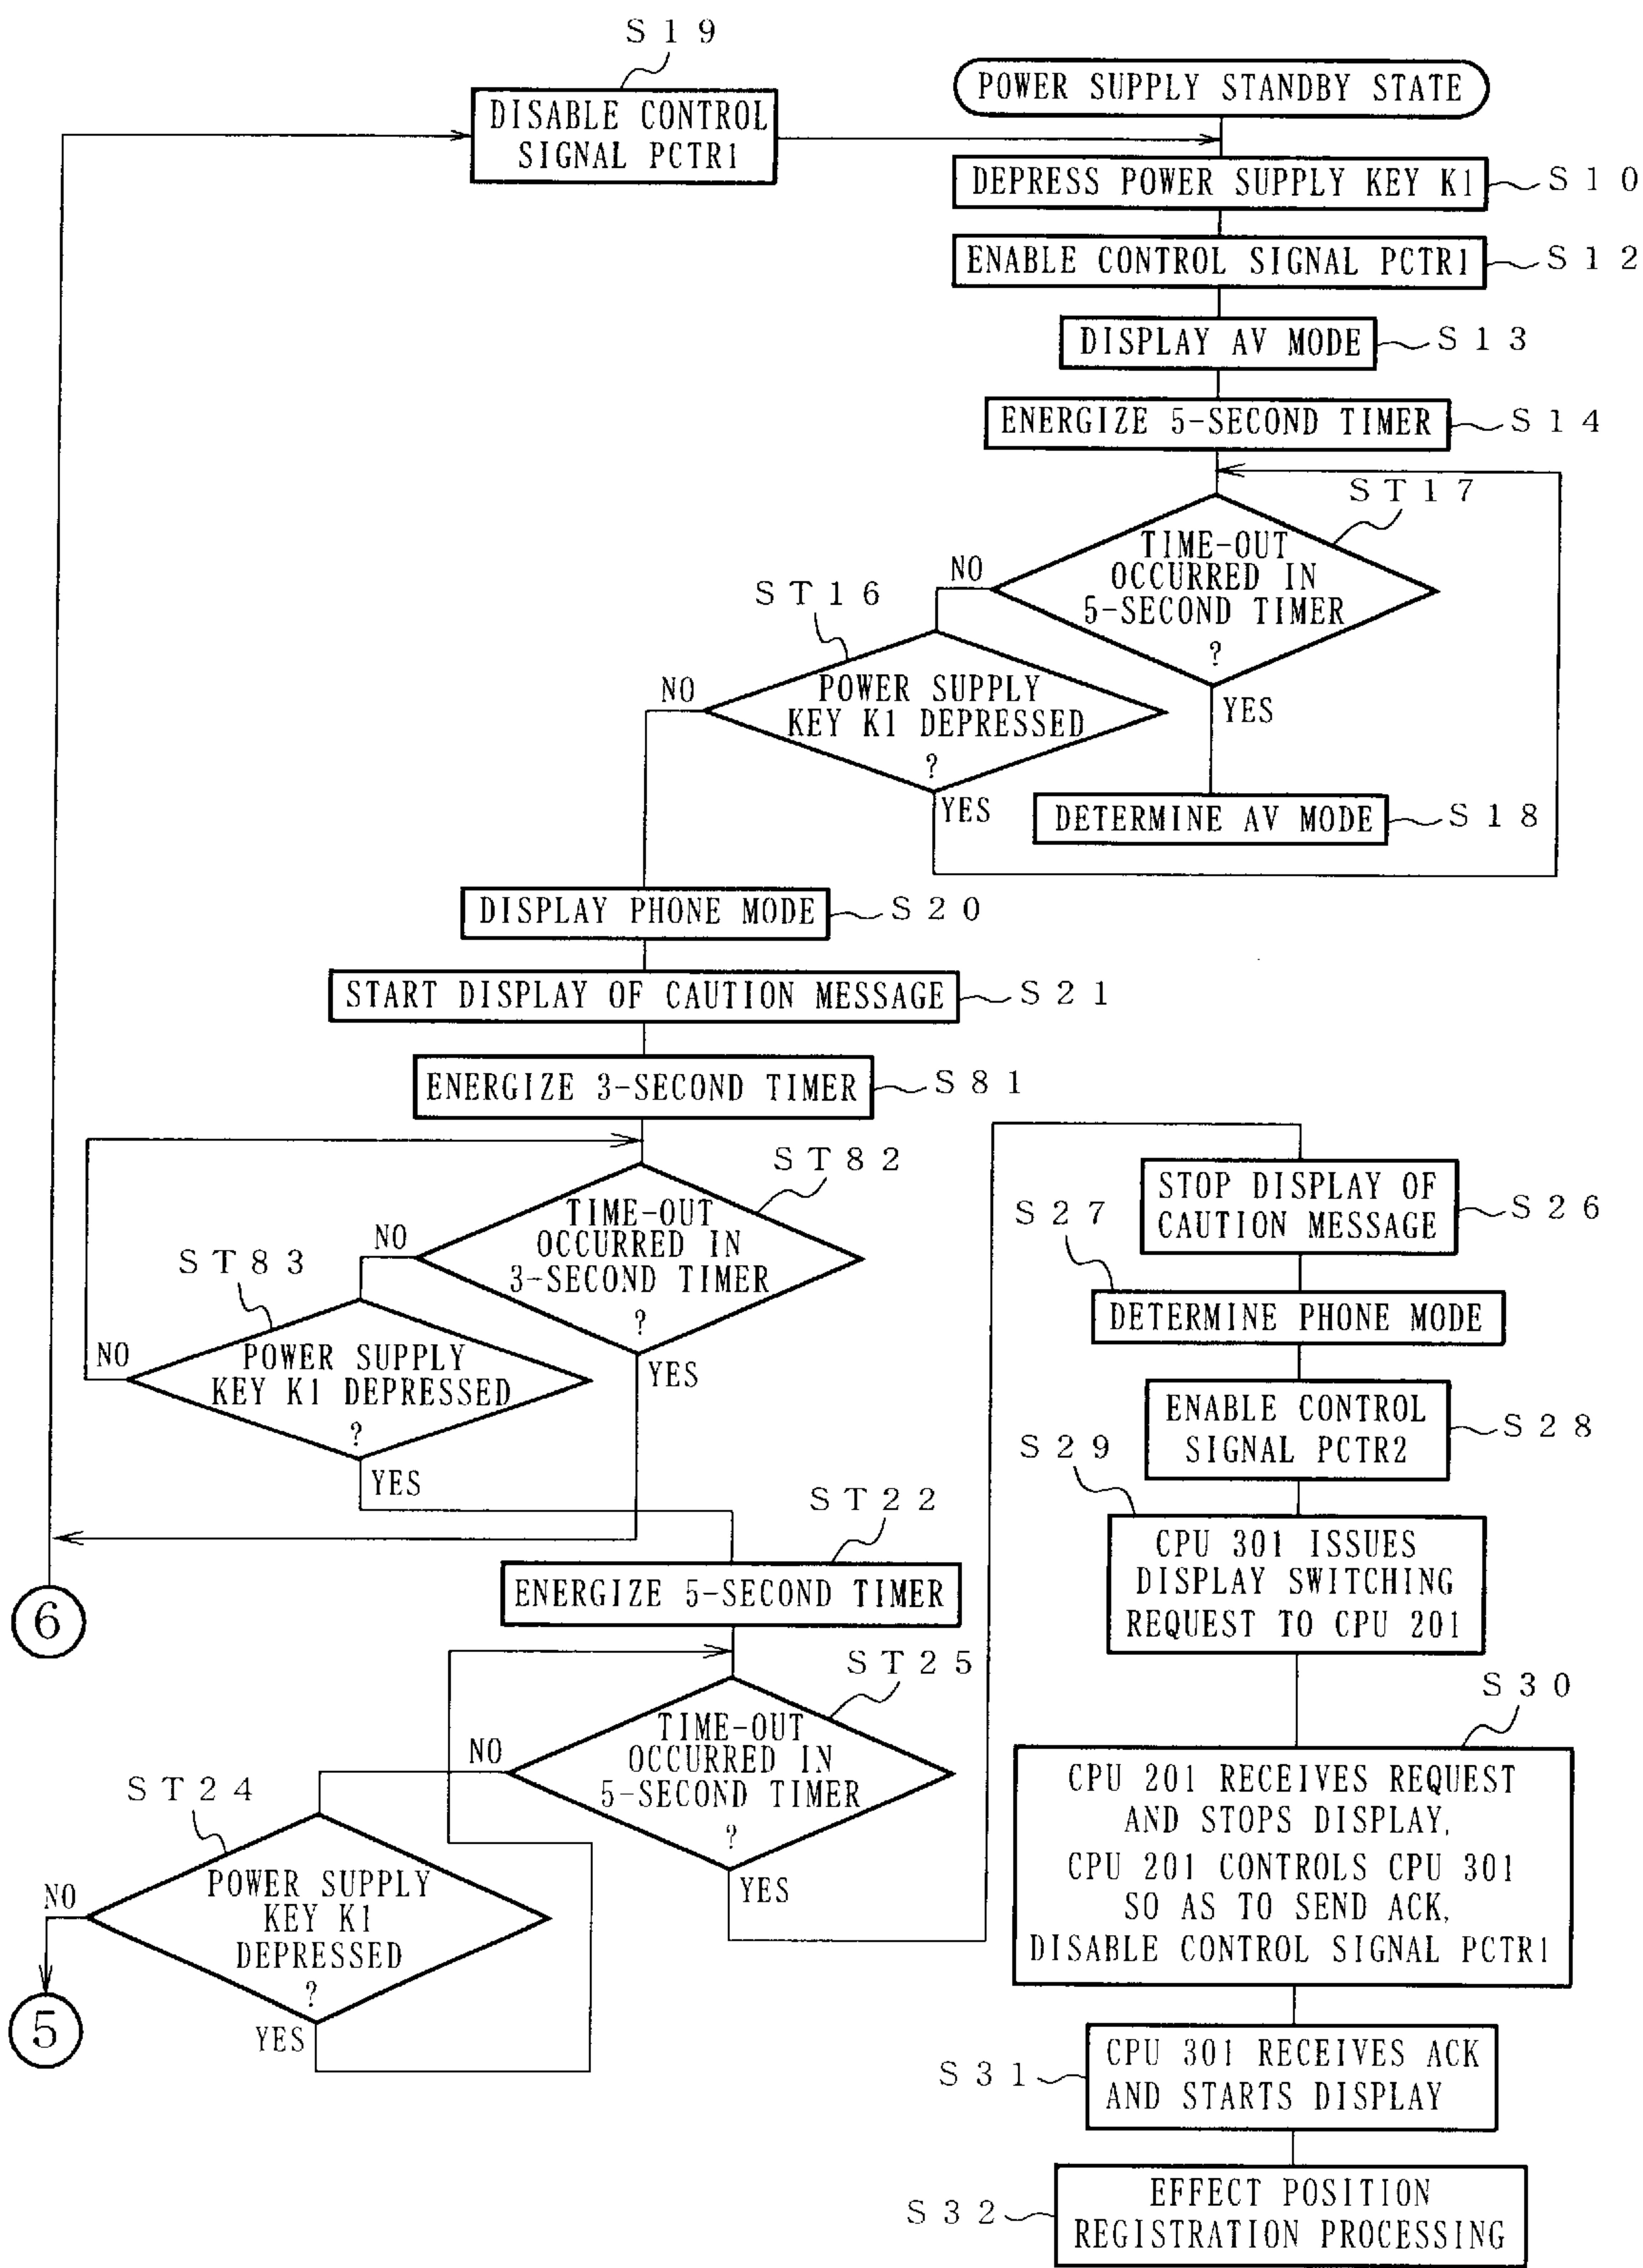 S19
DISABLE CONTROL
SIGNAL PCTR1
POWER SUPPLY STANDBY STATE
DEPRESS POWER SUPPLY KEY K1
S10
ENABLE CONTROL SIGNAL PCTR1
S12
DISPLAY AV MODE
S13
ENERGIZE 5-SECOND TIMER
S14
ST17
TIME-OUT
OCCURRED IN
5-SECOND TIMER
?
NO
YES
ST16
POWER SUPPLY
KEY K1 DEPRESSED
?
NO
YES
DETERMINE AV MODE
S18
DISPLAY PHONE MODE
S20
START DISPLAY OF CAUTION MESSAGE
S21
ENERGIZE 3-SECOND TIMER
S81
ST82
TIME-OUT
OCCURRED IN
3-SECOND TIMER
?
NO
YES
ST83
POWER SUPPLY
KEY K1 DEPRESSED
?
NO
YES
6
ST22
ENERGIZE 5-SECOND TIMER
ST25
TIME-OUT
OCCURRED IN
5-SECOND TIMER
?
NO
YES
ST24
POWER SUPPLY
KEY K1
DEPRESSED
?
NO
YES
5
STOP DISPLAY OF
CAUTION MESSAGE
S26
S27
DETERMINE PHONE MODE
ENABLE CONTROL
SIGNAL PCTR2
S28
S29
CPU 301 ISSUES
DISPLAY SWITCHING
REQUEST TO CPU 201
S30
CPU 201 RECEIVES REQUEST
AND STOPS DISPLAY,
CPU 201 CONTROLS CPU 301
SO AS TO SEND ACK,
DISABLE CONTROL SIGNAL PCTR1
S31
CPU 301 RECEIVES ACK
AND STARTS DISPLAY
S32
EFFECT POSITION
REGISTRATION PROCESSING